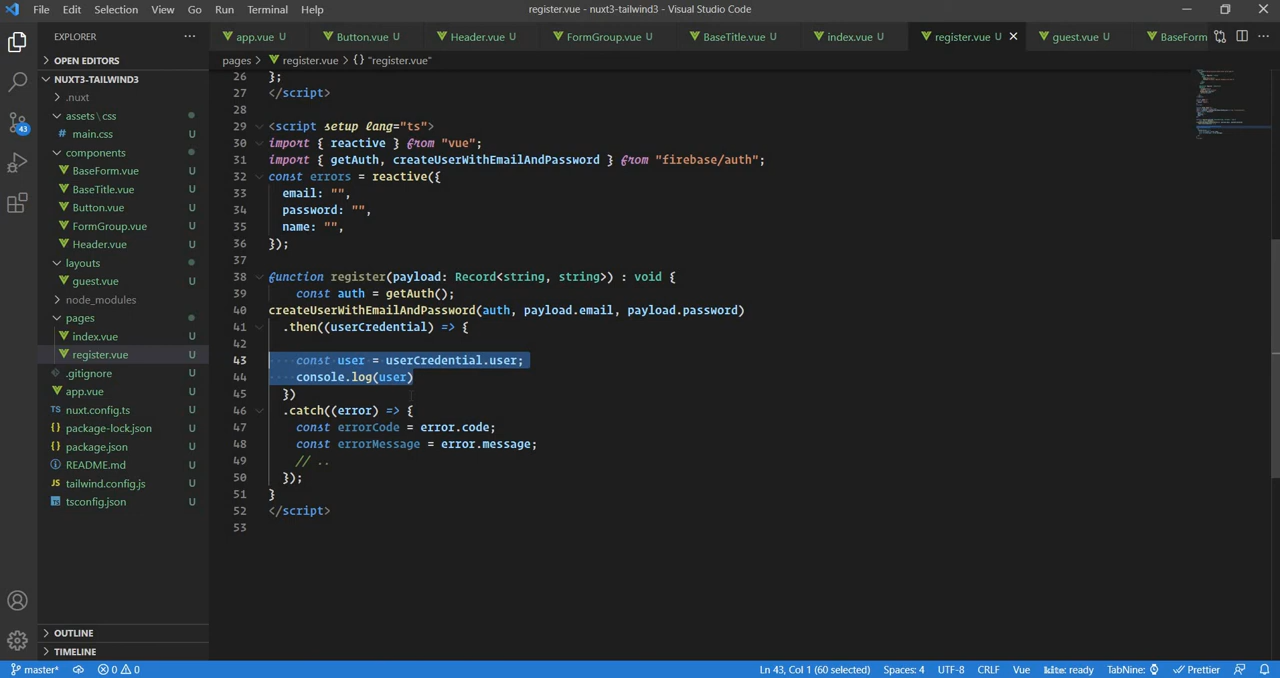 File Edit Selection View Go Run Terminal Help register.vue - nuxt3-tailwind3 - Visual Studio Code
EXPLORER ···
app.vue U Button.vue U Header.vue U FormGroup.vue U BaseTitle.vue U index.vue U register.vue U guest.vue U BaseForm
OPEN EDITORS
pages > register.vue > {} "register.vue"
NUXT3-TAILWIND3
.nuxt
assets \ css
# main.css U
components
BaseForm.vue U
BaseTitle.vue U
Button.vue U
FormGroup.vue U
Header.vue U
layouts
guest.vue U
node_modules
pages
index.vue U
register.vue U
.gitignore U
app.vue U
TS nuxt.config.ts U
{} package-lock.json U
{} package.json U
README.md U
JS tailwind.config.js U
tsconfig.json U
OUTLINE
TIMELINE
26 };
27 </script>
28
29 <script setup lang="ts">
30 import { reactive } from "vue";
31 import { getAuth, createUserWithEmailAndPassword } from "firebase/auth";
32 const errors = reactive({
33 email: "",
34 password: "",
35 name: "",
36 });
37
38 function register(payload: Record<string, string>) : void {
39 const auth = getAuth();
40 createUserWithEmailAndPassword(auth, payload.email, payload.password)
41 .then((userCredential) => {
42
43 const user = userCredential.user;
44 console.log(user)
45 })
46 .catch((error) => {
47 const errorCode = error.code;
48 const errorMessage = error.message;
49 // ..
50 });
51 }
52 </script>
53
43
master* 0 0 Ln 43, Col 1 (60 selected) Spaces: 4 UTF-8 CRLF Vue kite: ready TabNine: Prettier